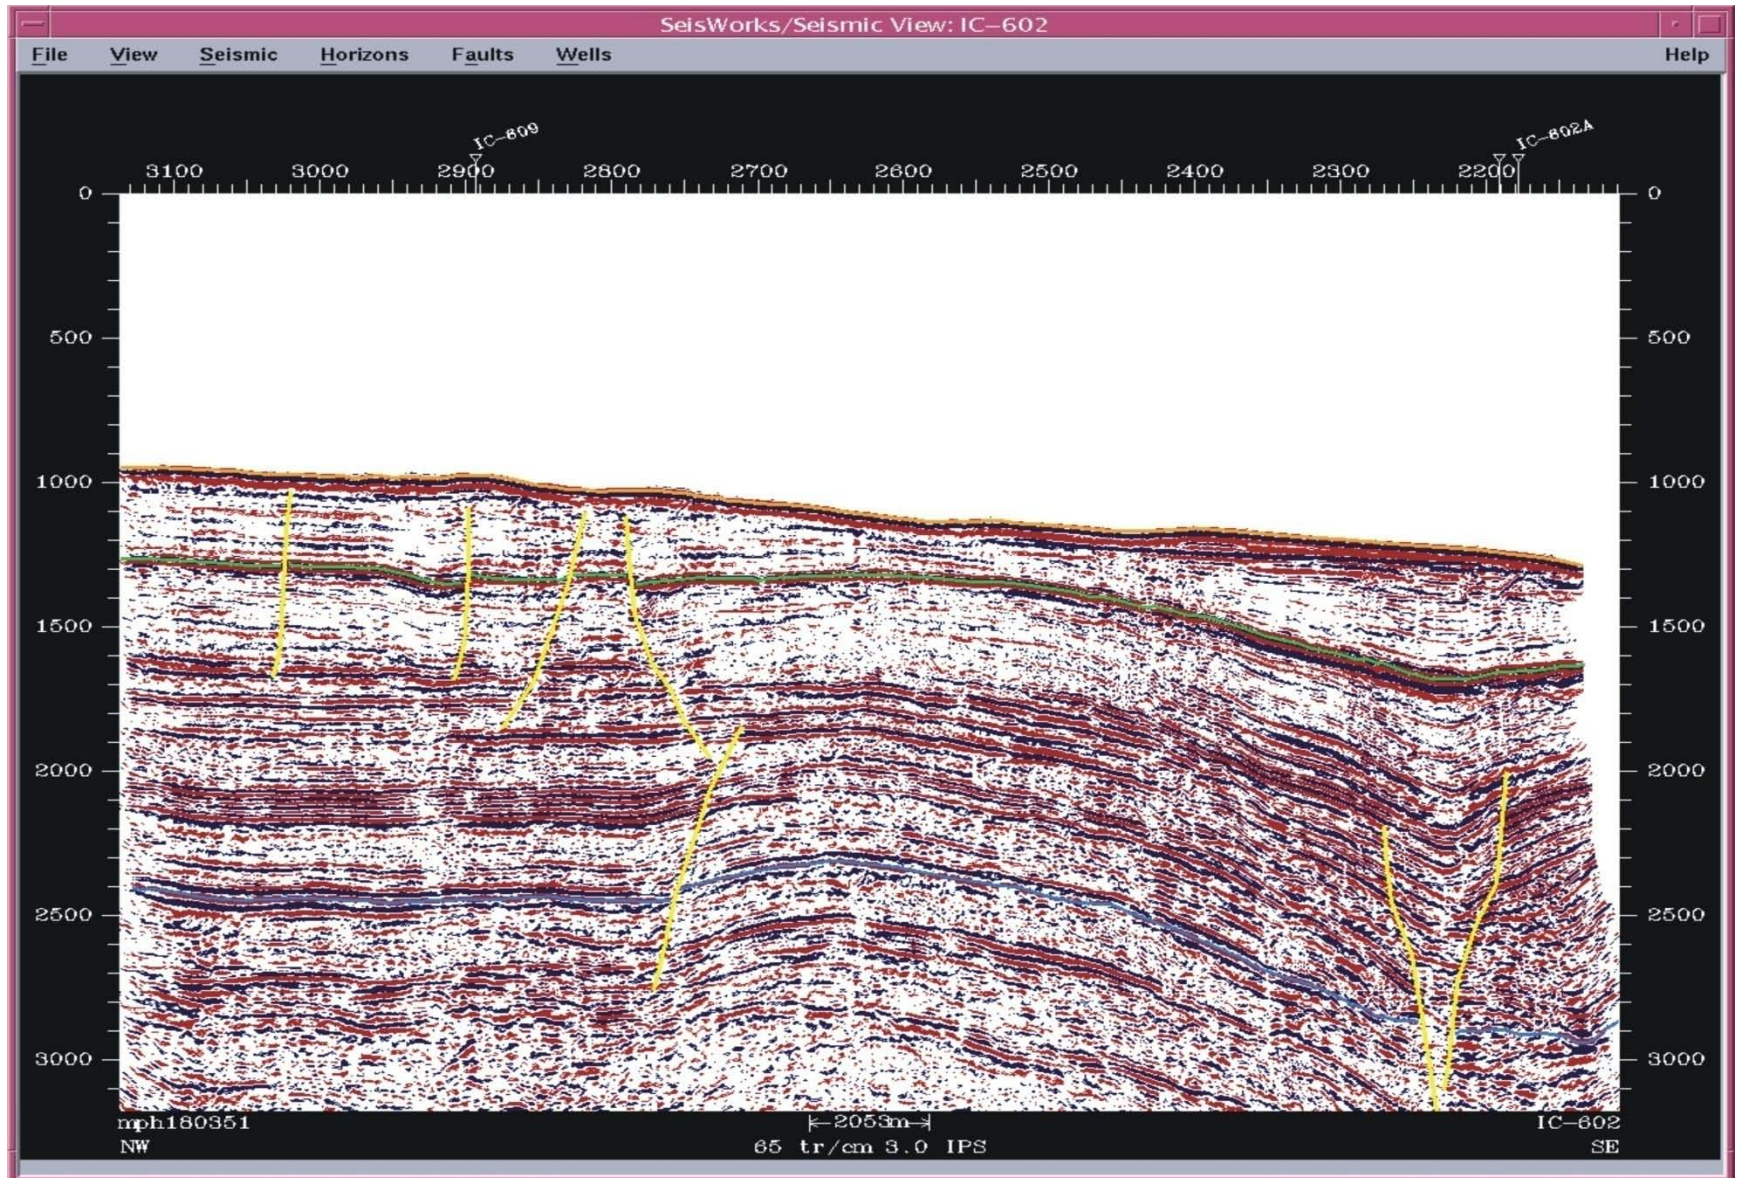 SeisWorks/Seismic View: IC-602
File View Seismic Horizons Faults Wells Help
IC-609 IC-602A
3100 3000 2900 2800 2700 2600 2500 2400 2300 2200
0 0
500 500
1000 1000
1500 1500
2000 2000
2500 2500
3000 3000
mph180351 2053m IC-602
NW 65 tr/cm 3.0 IPS SE